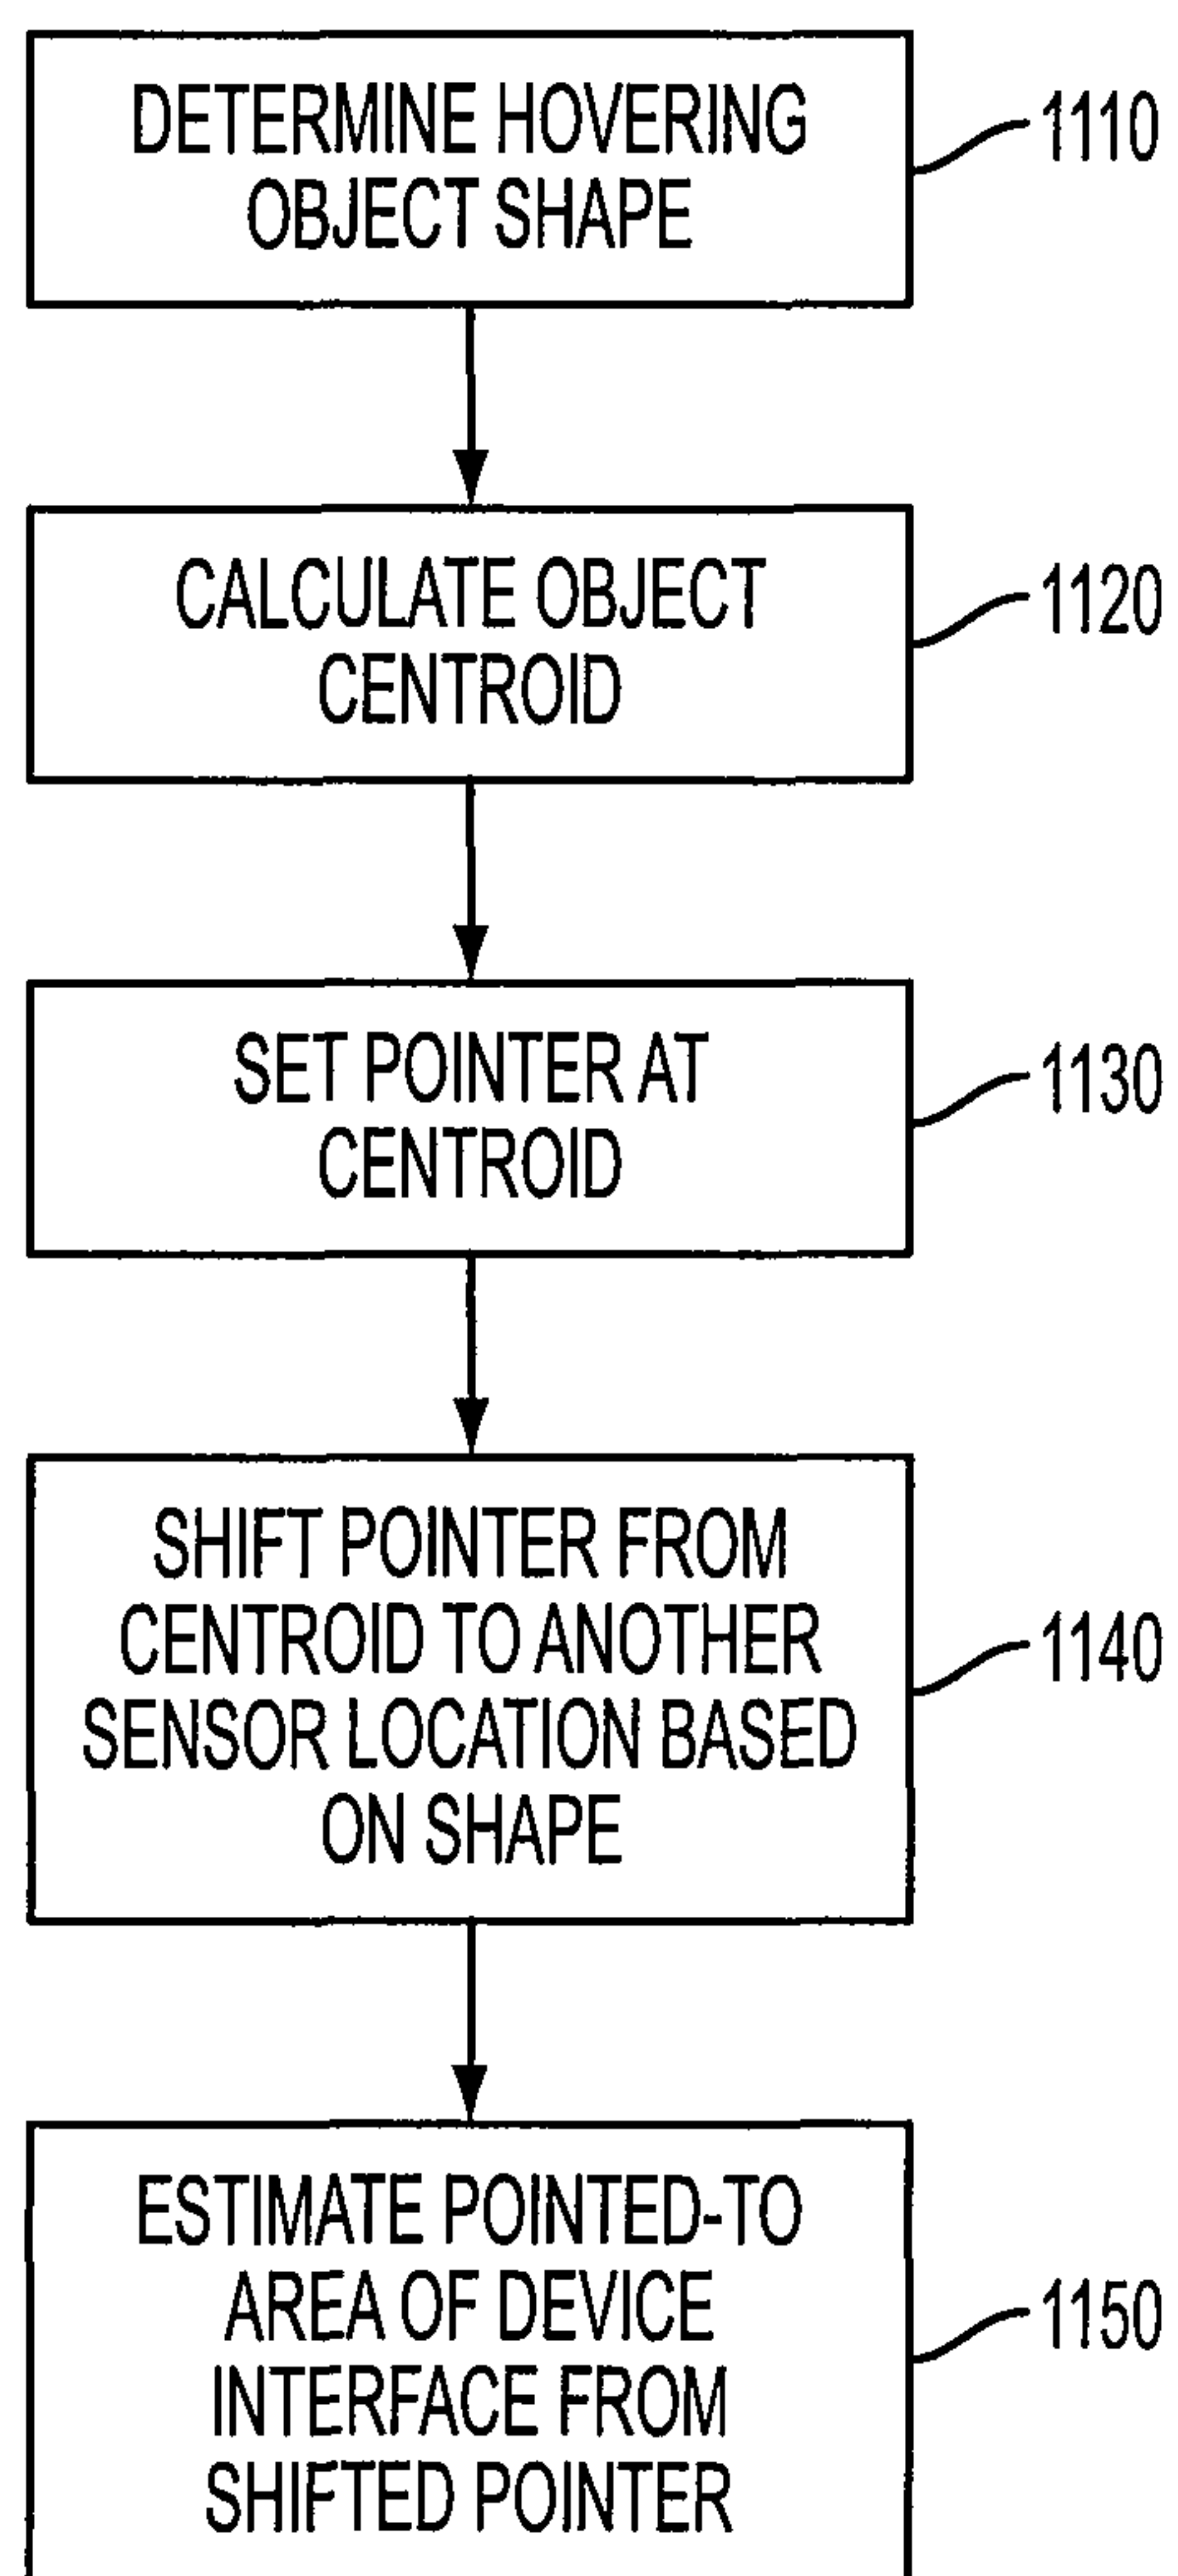 DETERMINE HOVERING
OBJECT SHAPE
1110
CALCULATE OBJECT
CENTROID
1120
SET POINTER AT
CENTROID
1130
SHIFT POINTER FROM
CENTROID TO ANOTHER
SENSOR LOCATION BASED
ON SHAPE
1140
ESTIMATE POINTED-TO
AREA OF DEVICE
INTERFACE FROM
SHIFTED POINTER
1150